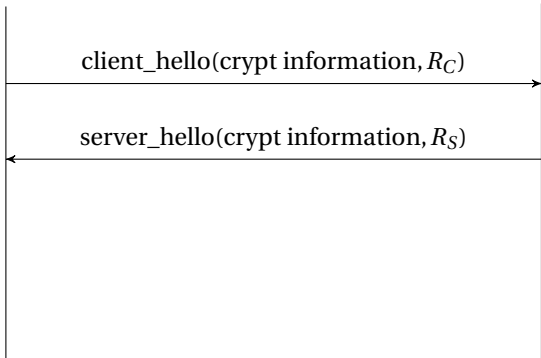 client_hello(crypt information, R_C)
server_hello(crypt information, R_S)